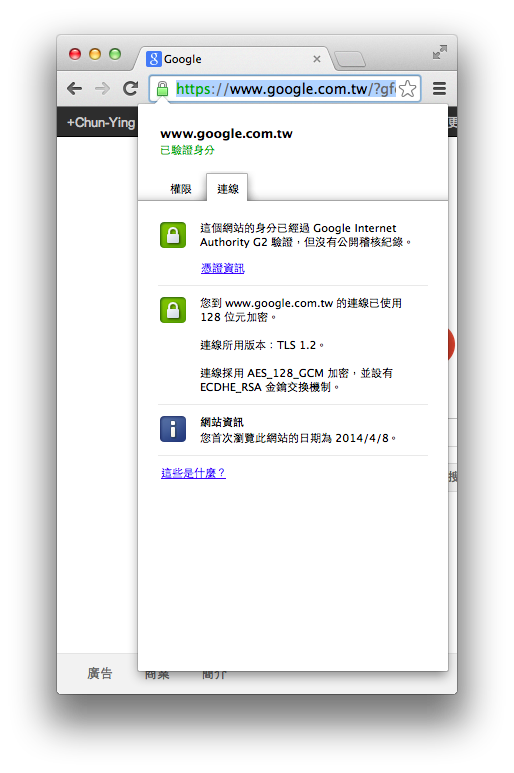 Google
https://www.google.com.tw/?gf
+Chun-Ying
更
www.google.com.tw
已驗證身分
權限
連線
這個網站的身分已經過 Google Internet
Authority G2 驗證，但沒有公開稽核紀錄。
憑證資訊
您到 www.google.com.tw 的連線已使用
128 位元加密。
連線所用版本：TLS 1.2。
連線採用 AES_128_GCM 加密，並設有
ECDHE_RSA 金鑰交換機制。
網站資訊
您首次瀏覽此網站的日期為 2014/4/8。
這些是什麼？
搜
廣告
商業
簡介